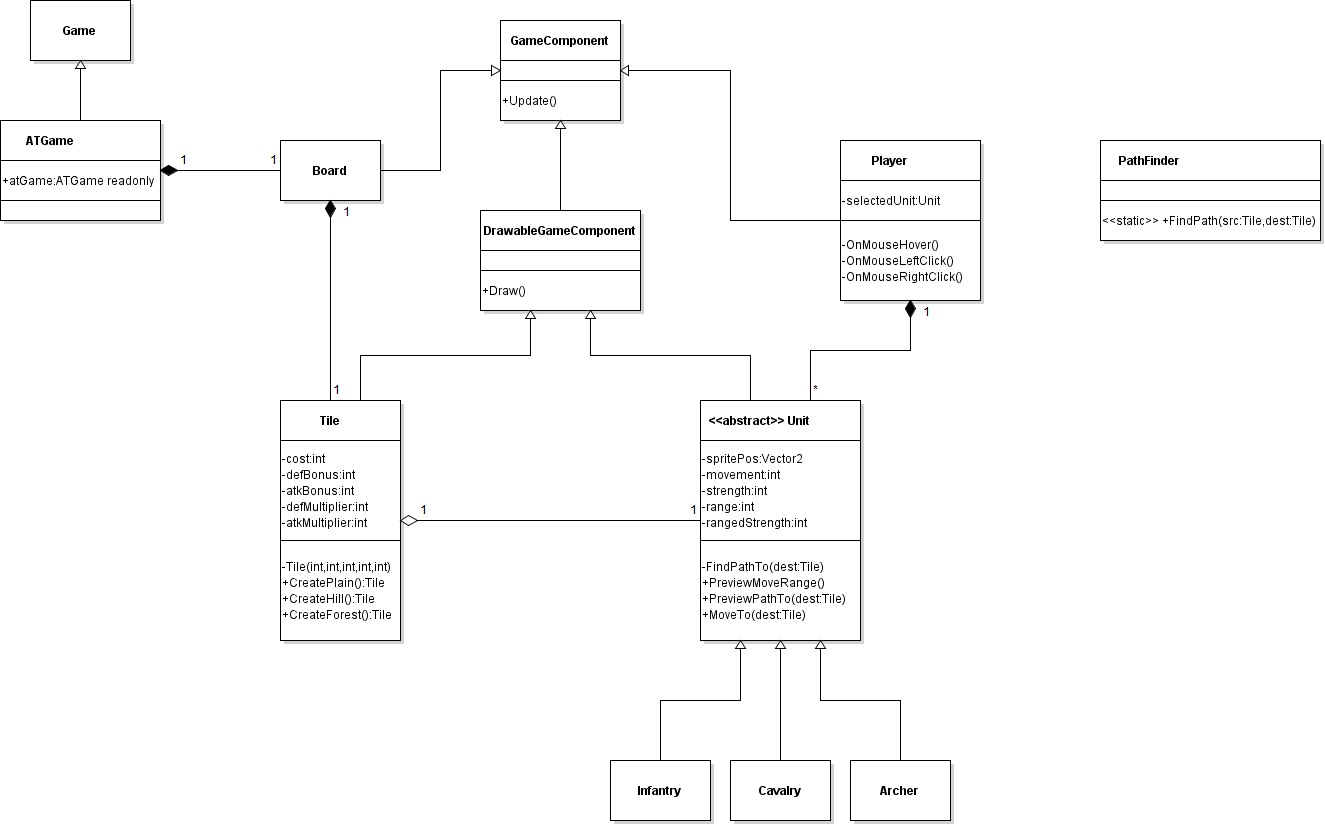 Game
ATGame
+atGame:ATGame readonly
1
1
Board
1
1
GameComponent
+Update()
DrawableGameComponent
+Draw()
Player
-selectedUnit:Unit
-OnMouseHover()
-OnMouseLeftClick()
-OnMouseRightClick()
1
*
PathFinder
<<static>> +FindPath(src:Tile,dest:Tile)
Tile
-cost:int
-defBonus:int
-atkBonus:int
-defMultiplier:int
-atkMultiplier:int
-Tile(int,int,int,int,int)
+CreatePlain():Tile
+CreateHill():Tile
+CreateForest():Tile
1
1
<<abstract>> Unit
-spritePos:Vector2
-movement:int
-strength:int
-range:int
-rangedStrength:int
-FindPathTo(dest:Tile)
+PreviewMoveRange()
+PreviewPathTo(dest:Tile)
+MoveTo(dest:Tile)
Infantry
Cavalry
Archer